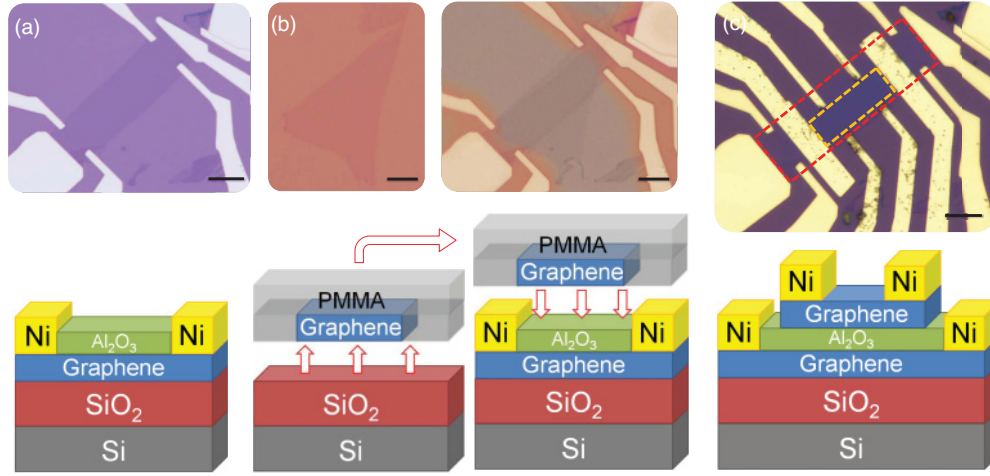 (a)
(b)
(c)
Ni
Ni
Al₂O₃
Graphene
SiO₂
Si
PMMA
Graphene
SiO₂
Si
PMMA
Graphene
Ni
Ni
Al₂O₃
Graphene
SiO₂
Si
Ni
Ni
Graphene
Ni
Ni
Al₂O₃
Graphene
SiO₂
Si